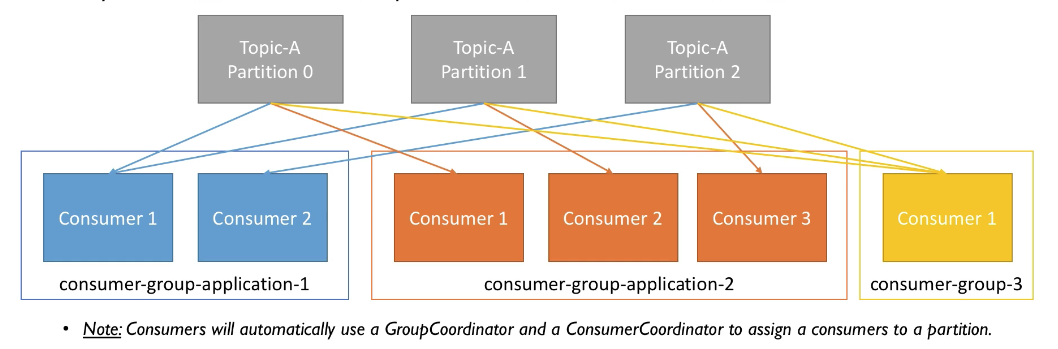 Topic-A
Partition 0
Topic-A
Partition 1
Topic-A
Partition 2
Consumer 1
Consumer 2
consumer-group-application-1
Consumer 1
Consumer 2
Consumer 3
consumer-group-application-2
Consumer 1
consumer-group-3
• Note: Consumers will automatically use a GroupCoordinator and a ConsumerCoordinator to assign a consumers to a partition.